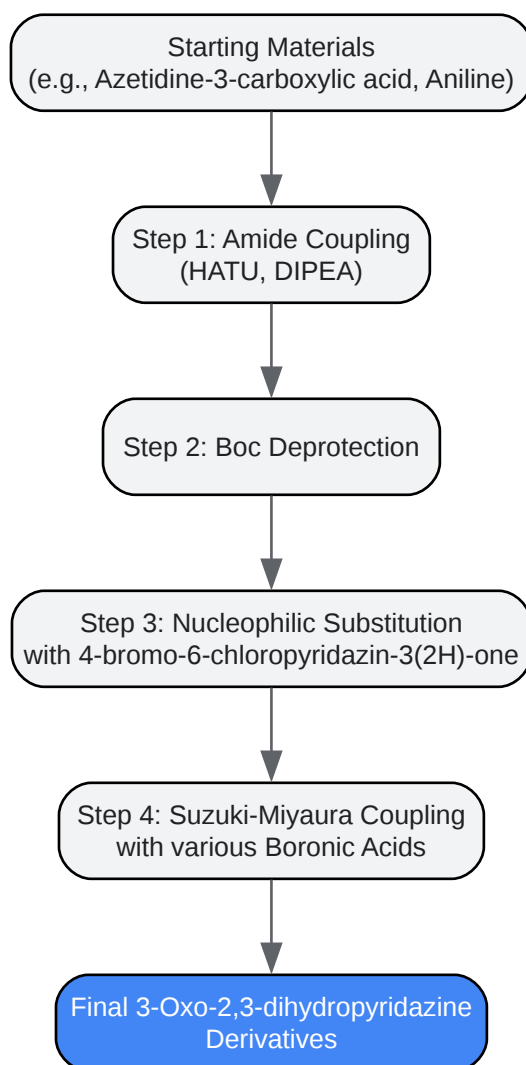 Starting Materials
(e.g., Azetidine-3-carboxylic acid, Aniline)
Step 1: Amide Coupling
(HATU, DIPEA)
Step 2: Boc Deprotection
Step 3: Nucleophilic Substitution
with 4-bromo-6-chloropyridazin-3(2H)-one
Step 4: Suzuki-Miyaura Coupling
with various Boronic Acids
Final 3-Oxo-2,3-dihydropyridazine
Derivatives